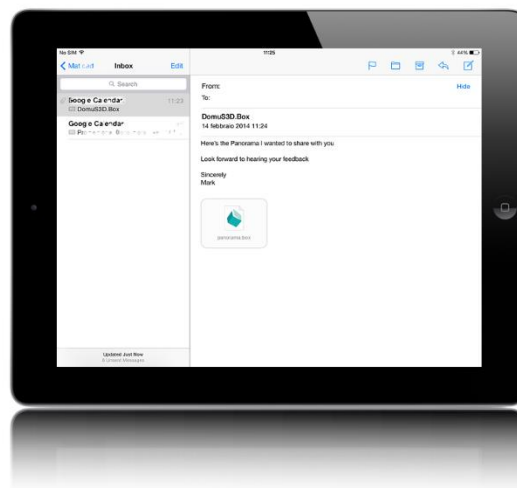 No SIM
11:25
44%
Inbox
Edit
Search
Google Calendar
11:23
DomuS3D.Box
Google Calendar
From:
Hide
To:
DomuS3D.Box
14 febbraio 2014 11:24
Here's the Panorama I wanted to share with you
Look forward to hearing your feedback
Sincerely
Mark
panorama.box
Updated Just Now